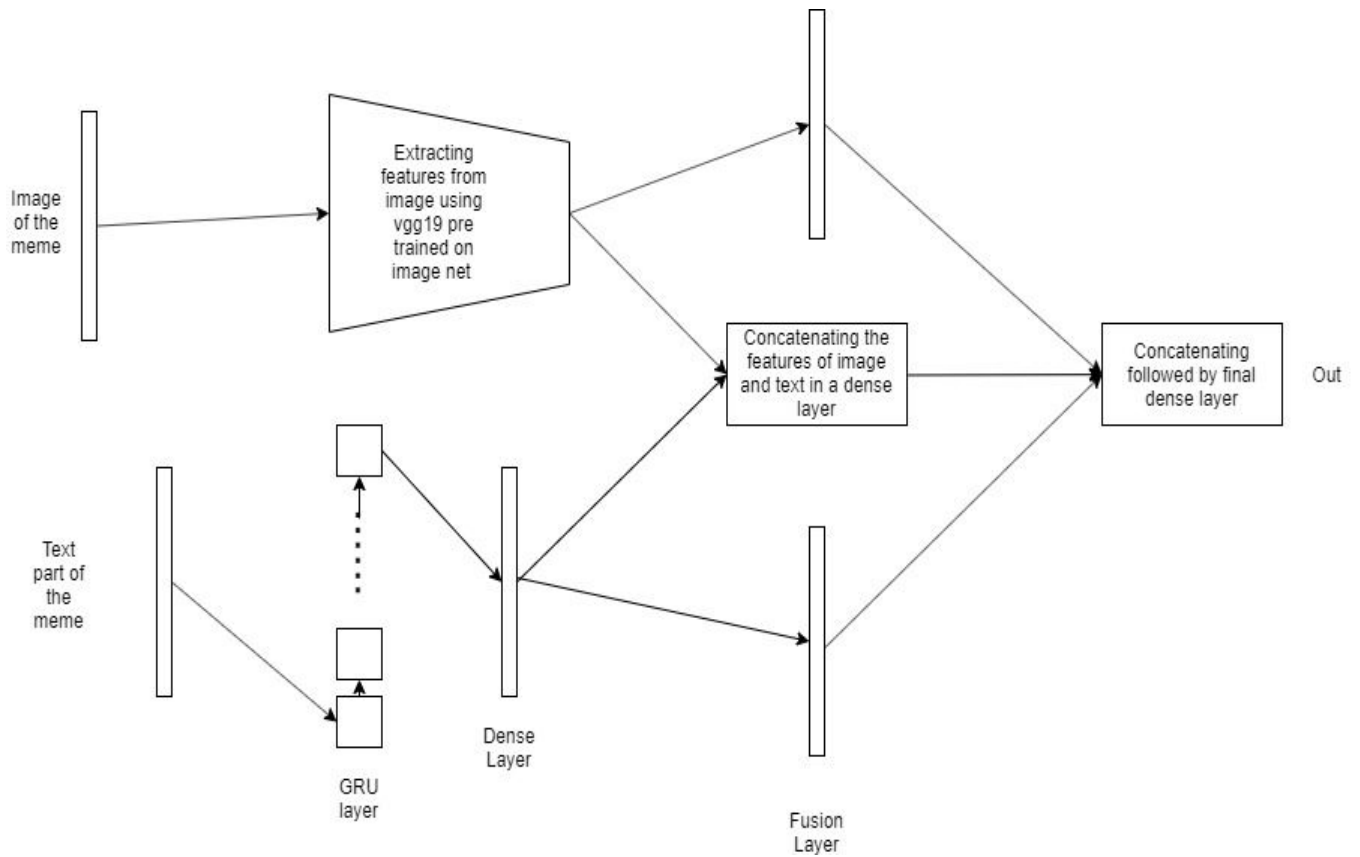 Image
of the
meme
Extracting
features from
image using
vgg19 pre
trained on
image net
Concatenating the
features of image
and text in a dense
layer
Concatenating
followed by final
dense layer
Out
Text
part of
the
meme
GRU
layer
Dense
Layer
Fusion
Layer